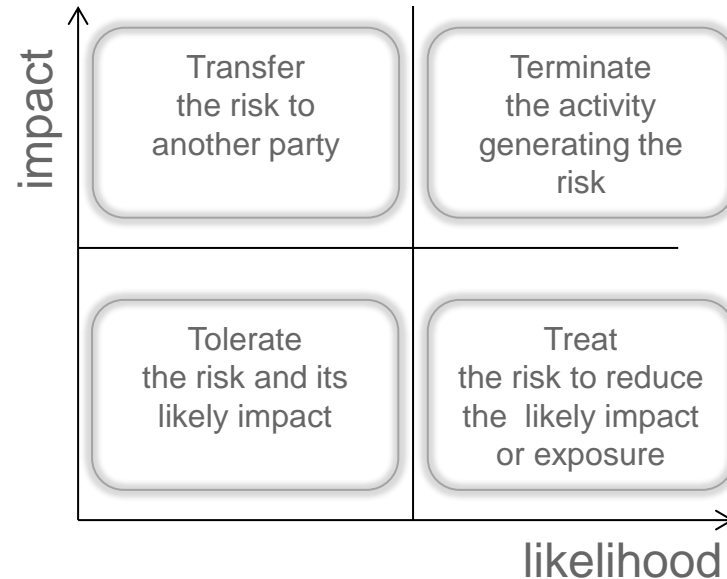 impact
Transfer
the risk to
another party
Terminate
the activity
generating the
risk
Tolerate
the risk and its
likely impact
Treat
the risk to reduce
the  likely impact
or exposure
likelihood